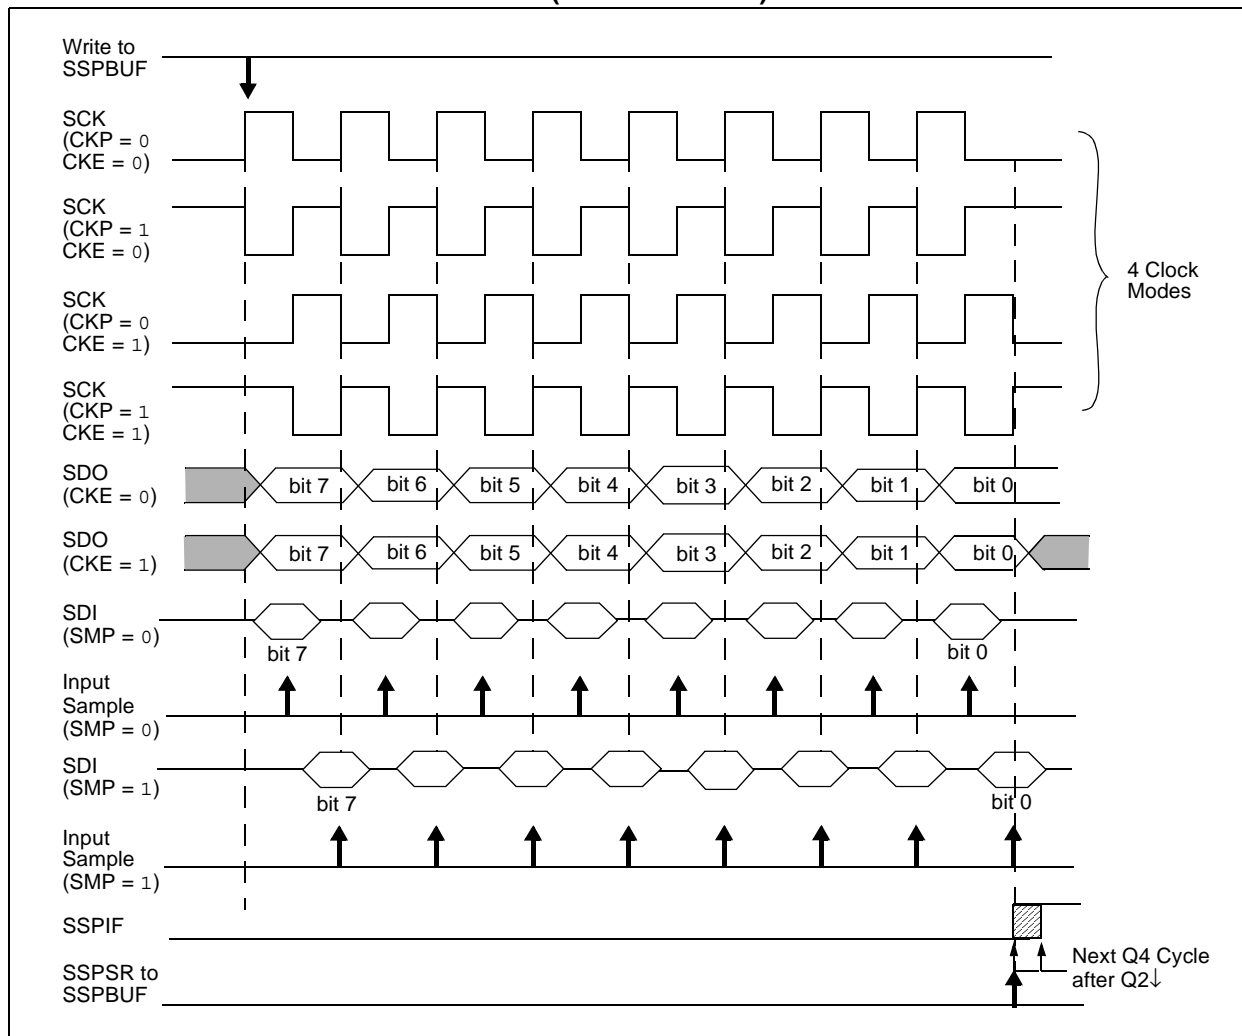 Write to
SSPBUF
SCK
(CKP = 0
CKE = 0)
SCK
(CKP = 1
CKE = 0)
SCK
(CKP = 0
CKE = 1)
SCK
(CKP = 1
CKE = 1)
4 Clock
Modes
SDO
(CKE = 0)
bit 7 bit 6 bit 5 bit 4 bit 3 bit 2 bit 1 bit 0
SDO
(CKE = 1)
bit 7 bit 6 bit 5 bit 4 bit 3 bit 2 bit 1 bit 0
SDI
(SMP = 0)
bit 7 bit 0
Input
Sample
(SMP = 0)
SDI
(SMP = 1)
bit 7 bit 0
Input
Sample
(SMP = 1)
SSPIF
Next Q4 Cycle
after Q2↓
SSPSR to
SSPBUF